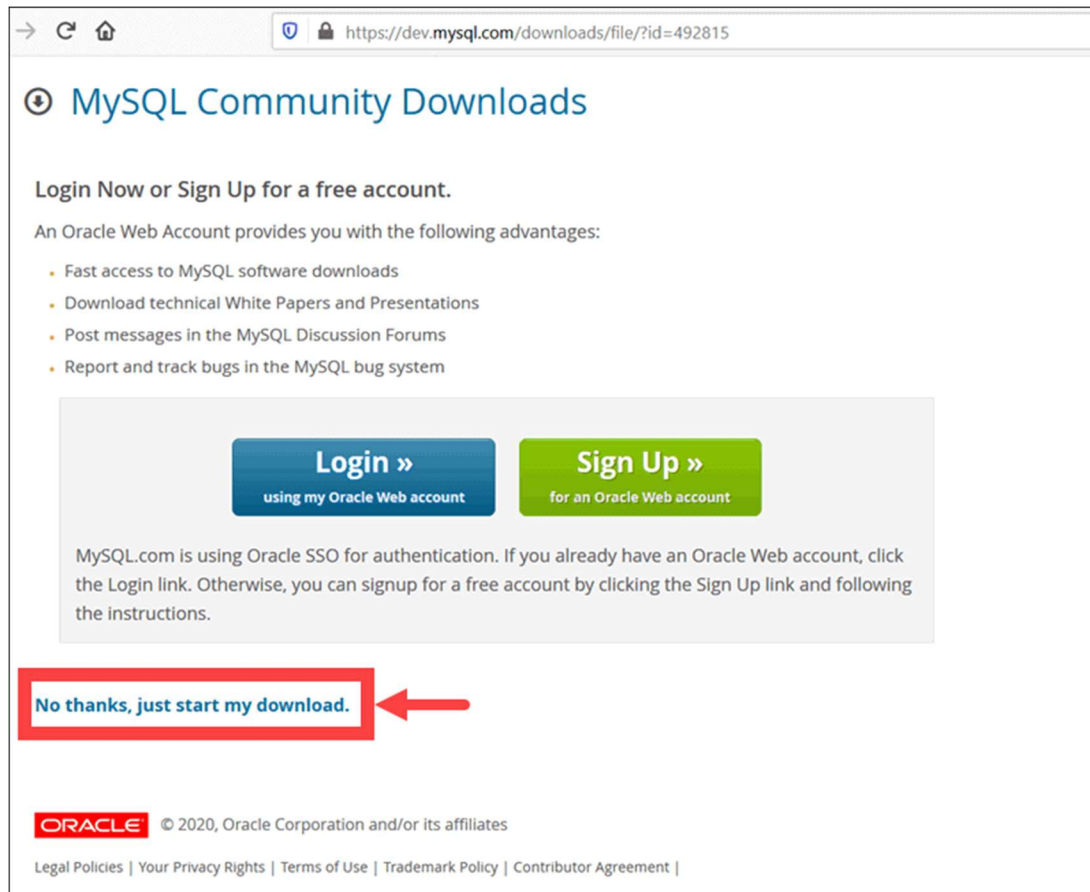 https://dev.mysql.com/downloads/file/?id=492815
MySQL Community Downloads
Login Now or Sign Up for a free account.
An Oracle Web Account provides you with the following advantages:
Fast access to MySQL software downloads
Download technical White Papers and Presentations
Post messages in the MySQL Discussion Forums
Report and track bugs in the MySQL bug system
Login »
using my Oracle Web account
Sign Up »
for an Oracle Web account
MySQL.com is using Oracle SSO for authentication. If you already have an Oracle Web account, click
the Login link. Otherwise, you can signup for a free account by clicking the Sign Up link and following
the instructions.
No thanks, just start my download.
ORACLE © 2020, Oracle Corporation and/or its affiliates
Legal Policies | Your Privacy Rights | Terms of Use | Trademark Policy | Contributor Agreement |